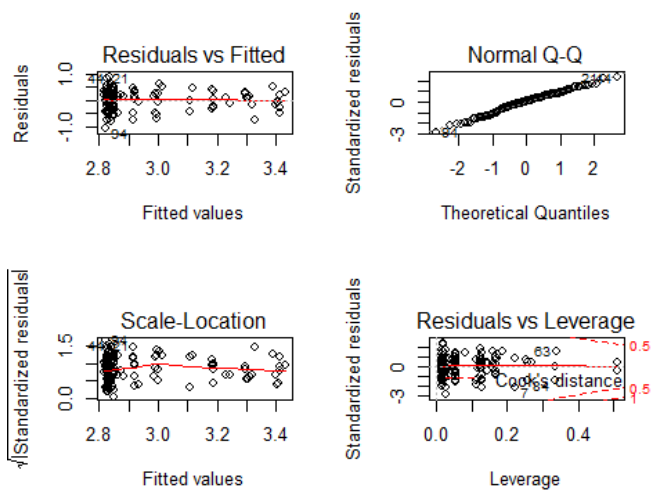 Residuals vs Fitted
Residuals
1.0
-1.0
94
2.8 3.0 3.2 3.4
Fitted values
Normal Q-Q
Standardized residuals
0
-3
-2 -1 0 1 2
Theoretical Quantiles
Scale-Location
√|Standardized residuals|
1.5
0.0
2.8 3.0 3.2 3.4
Fitted values
Residuals vs Leverage
Standardized residuals
0
-3
63
Cook's distance
0.5
0.5
1
0.0 0.2 0.4
Leverage